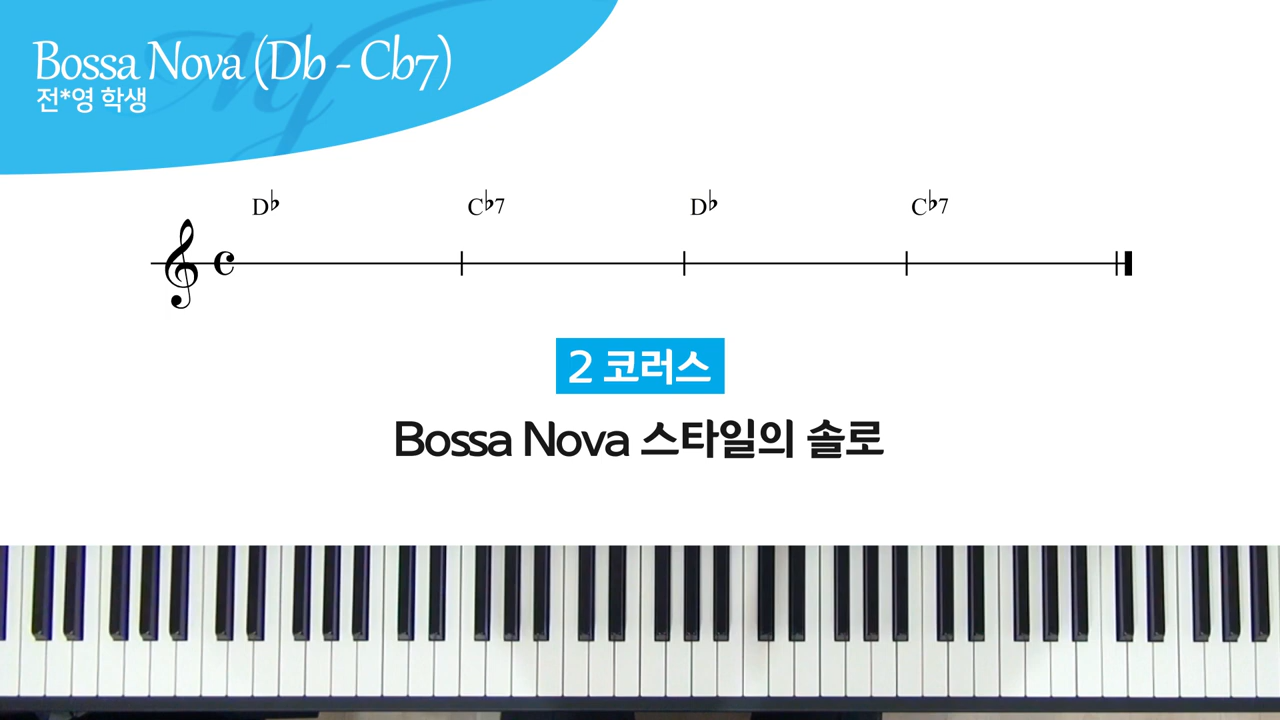 Bossa Nova (Db - Cb7)
전*영 학생
D♭ C♭7 D♭ C♭7
2 코러스
Bossa Nova 스타일의 솔로